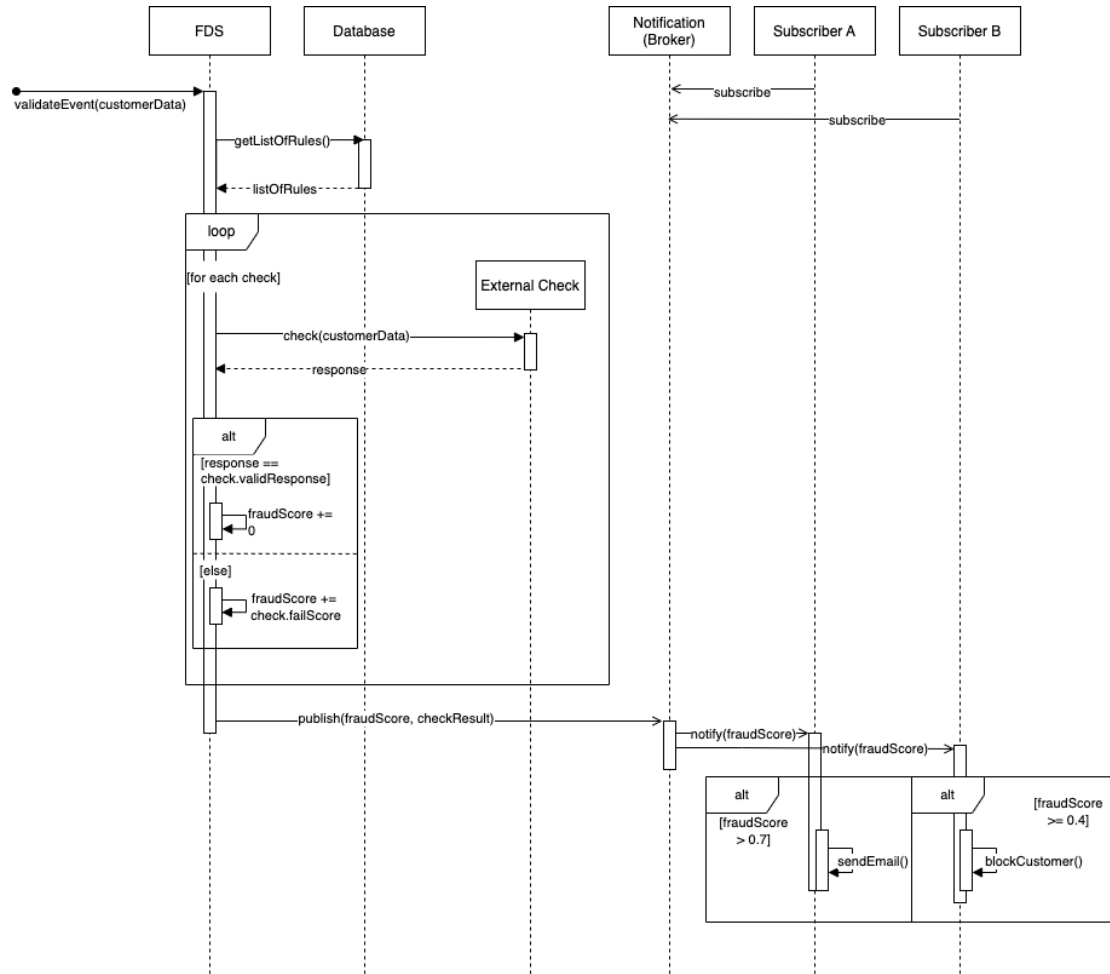 FDS
Database
Notification
(Broker)
Subscriber A
Subscriber B
validateEvent(customerData)
subscribe
subscribe
getListOfRules()
listOfRules
loop
[for each check]
External Check
check(customerData)
response
alt
[response ==
check.validResponse]
fraudScore +=
0
[else]
fraudScore +=
check.failScore
publish(fraudScore, checkResult)
notify(fraudScore)
notify(fraudScore)
alt
[fraudScore
> 0.7]
sendEmail()
alt
[fraudScore
>= 0.4]
blockCustomer()